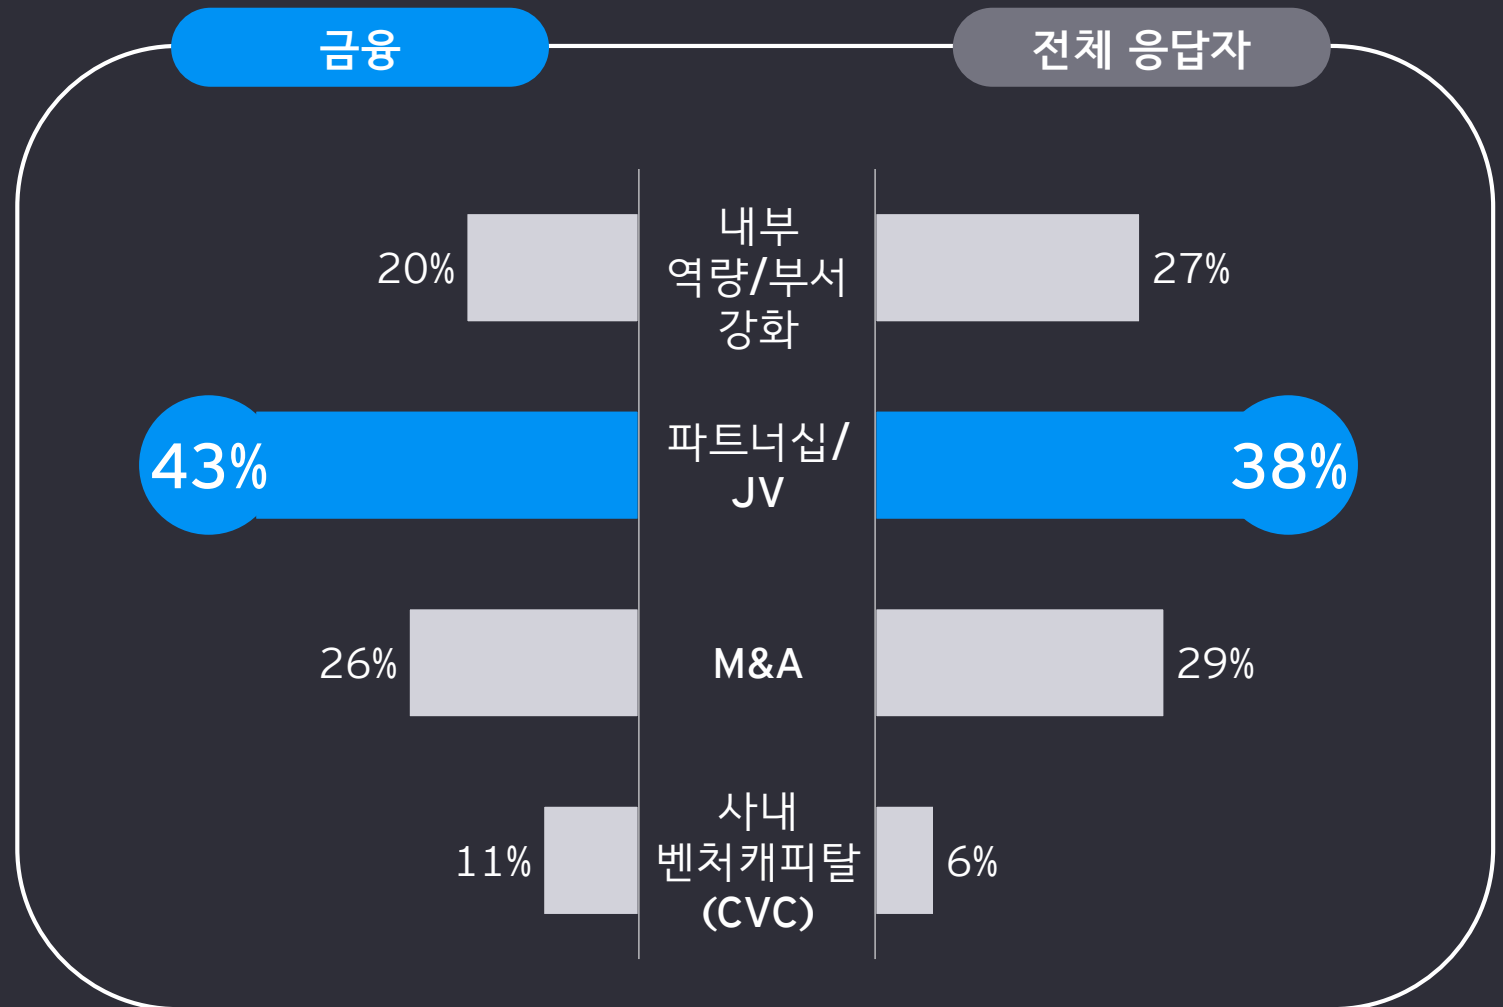 금융
전체 응답자
20%
내부
역량/부서
강화
27%
43%
파트너십/
JV
38%
26%
M&A
29%
11%
사내
벤처캐피탈
(CVC)
6%